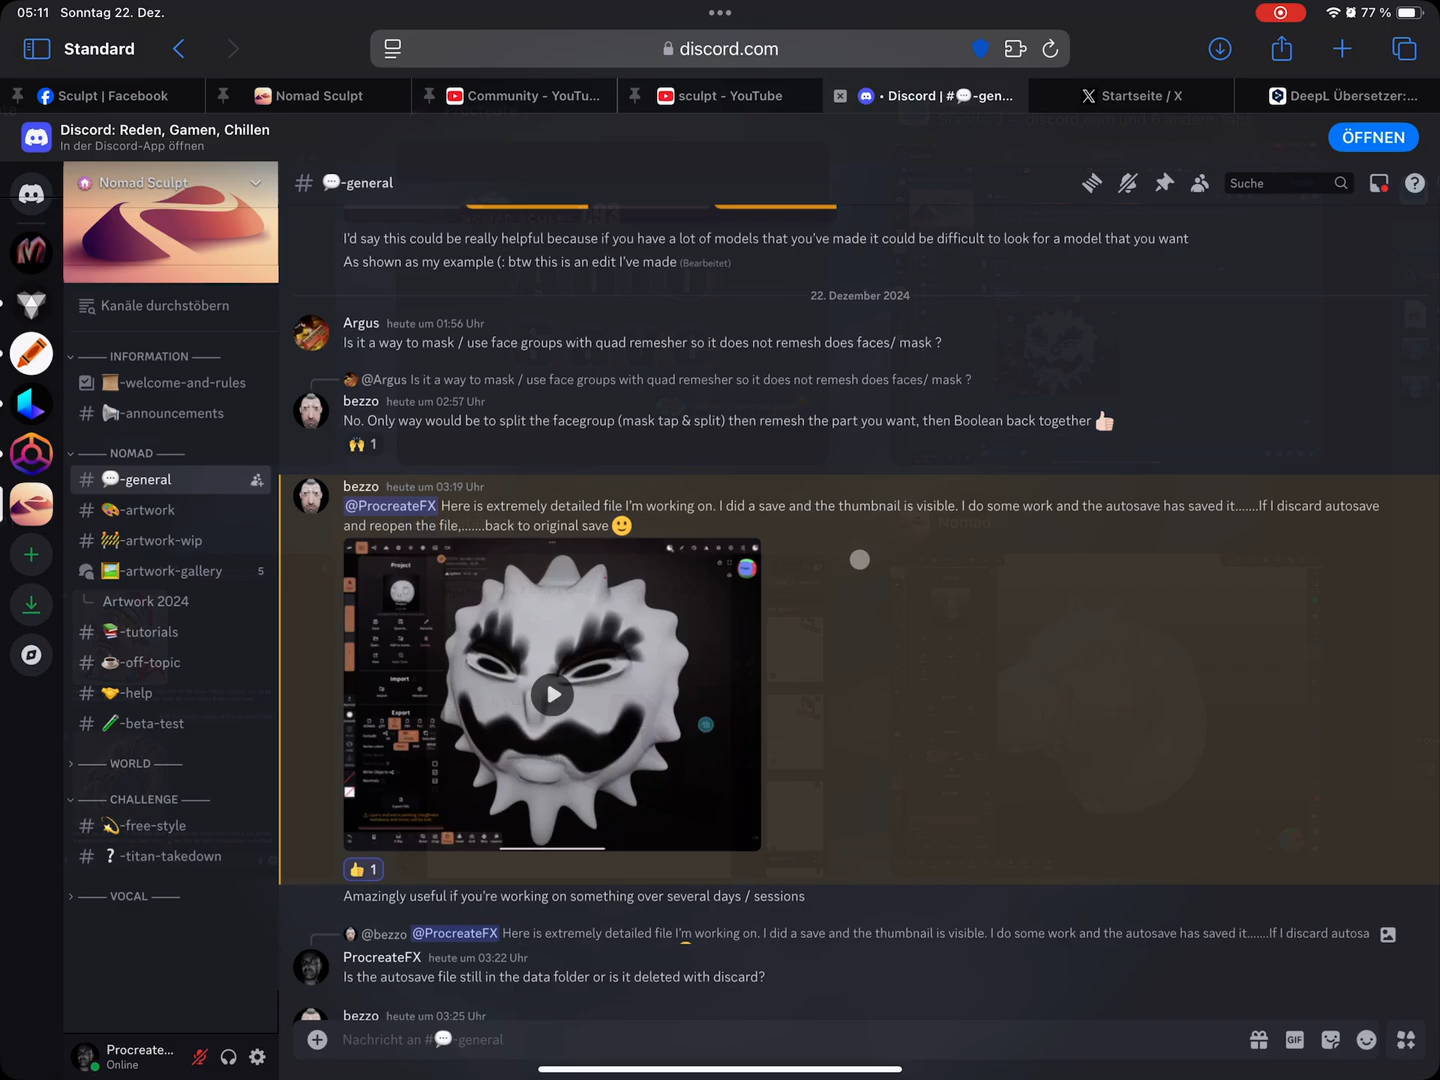 05:11 Sonntag 22. Dez.
77 %
Standard
discord.com
Sculpt | Facebook
Nomad Sculpt
Community - YouTu...
sculpt - YouTube
• Discord | #💬-gen...
Startseite / X
DeepL Übersetzer:...
Discord: Reden, Gamen, Chillen
In der Discord-App öffnen
ÖFFNEN
Nomad Sculpt
# 💬-general
Suche
Kanäle durchstöbern
INFORMATION
-welcome-and-rules
-announcements
NOMAD
# 💬-general
# 🎨-artwork
# 🚧-artwork-wip
🖼️-artwork-gallery 5
Artwork 2024
# 📚-tutorials
# ☕-off-topic
# 🤝-help
# -beta-test
WORLD
CHALLENGE
# 💫-free-style
# ❔-titan-takedown
VOCAL
Procreate...
Online
I'd say this could be really helpful because if you have a lot of models that you've made it could be difficult to look for a model that you want
As shown as my example (: btw this is an edit I've made (Bearbeitet)
22. Dezember 2024
Argus heute um 01:56 Uhr
Is it a way to mask / use face groups with quad remesher so it does not remesh does faces/ mask ?
@Argus Is it a way to mask / use face groups with quad remesher so it does not remesh does faces/ mask ?
bezzo heute um 02:57 Uhr
No. Only way would be to split the facegroup (mask tap & split) then remesh the part you want, then Boolean back together 👍
🙌 1
bezzo heute um 03:19 Uhr
@ProcreateFX Here is extremely detailed file I'm working on. I did a save and the thumbnail is visible. I do some work and the autosave has saved it.......If I discard autosave
and reopen the file,.......back to original save 🙂
Project
Import
Export
👍 1
Amazingly useful if you're working on something over several days / sessions
@bezzo @ProcreateFX Here is extremely detailed file I'm working on. I did a save and the thumbnail is visible. I do some work and the autosave has saved it.......If I discard autosa
ProcreateFX heute um 03:22 Uhr
Is the autosave file still in the data folder or is it deleted with discard?
bezzo heute um 03:25 Uhr
Nachricht an #💬-general
GIF